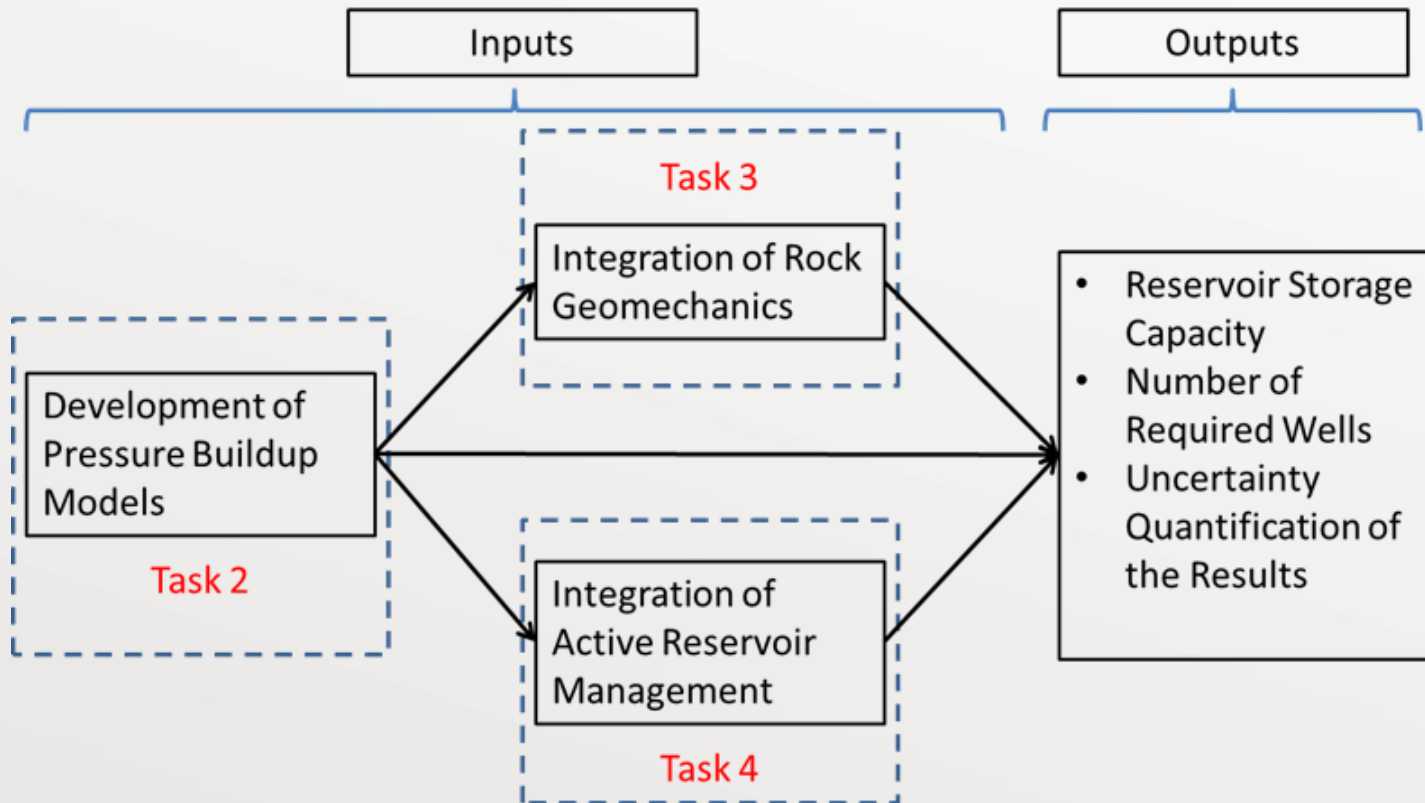 Inputs
Outputs
Task 3
Integration of Rock
Geomechanics
Development of
Pressure Buildup
Models
Task 2
Integration of
Active Reservoir
Management
Task 4
• Reservoir Storage
Capacity
• Number of
Required Wells
• Uncertainty
Quantification of
the Results